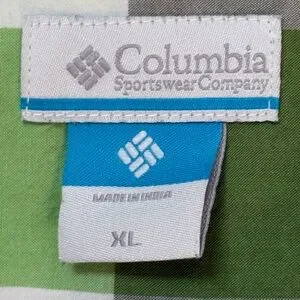 Columbia
Sportswear Company
MADE IN INDIA
XL